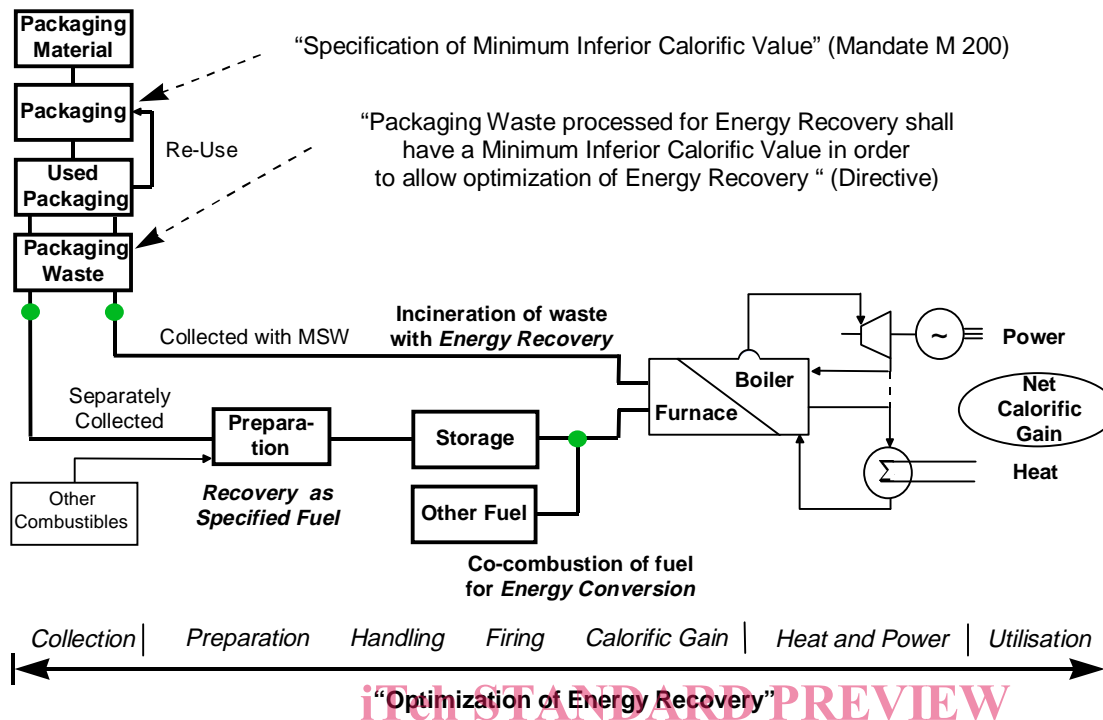 Packaging
Material
“Specification of Minimum Inferior Calorific Value” (Mandate M 200)
Packaging
“Packaging Waste processed for Energy Recovery shall
have a Minimum Inferior Calorific Value in order
to allow optimization of Energy Recovery “ (Directive)
Re-Use
Used
Packaging
Packaging
Waste
Incineration of waste
with Energy Recovery
Collected with MSW
~
Power
Boiler
Furnace
Net
Calorific
Gain
Separately
Collected
Prepara-
tion
Storage
Σ
Heat
Other
Combustibles
Recovery as
Specified Fuel
Other Fuel
Co-combustion of fuel
for Energy Conversion
Collection Preparation Handling Firing Calorific Gain Heat and Power Utilisation
“Optimization of Energy Recovery”
iTeh STANDARD PREVIEW